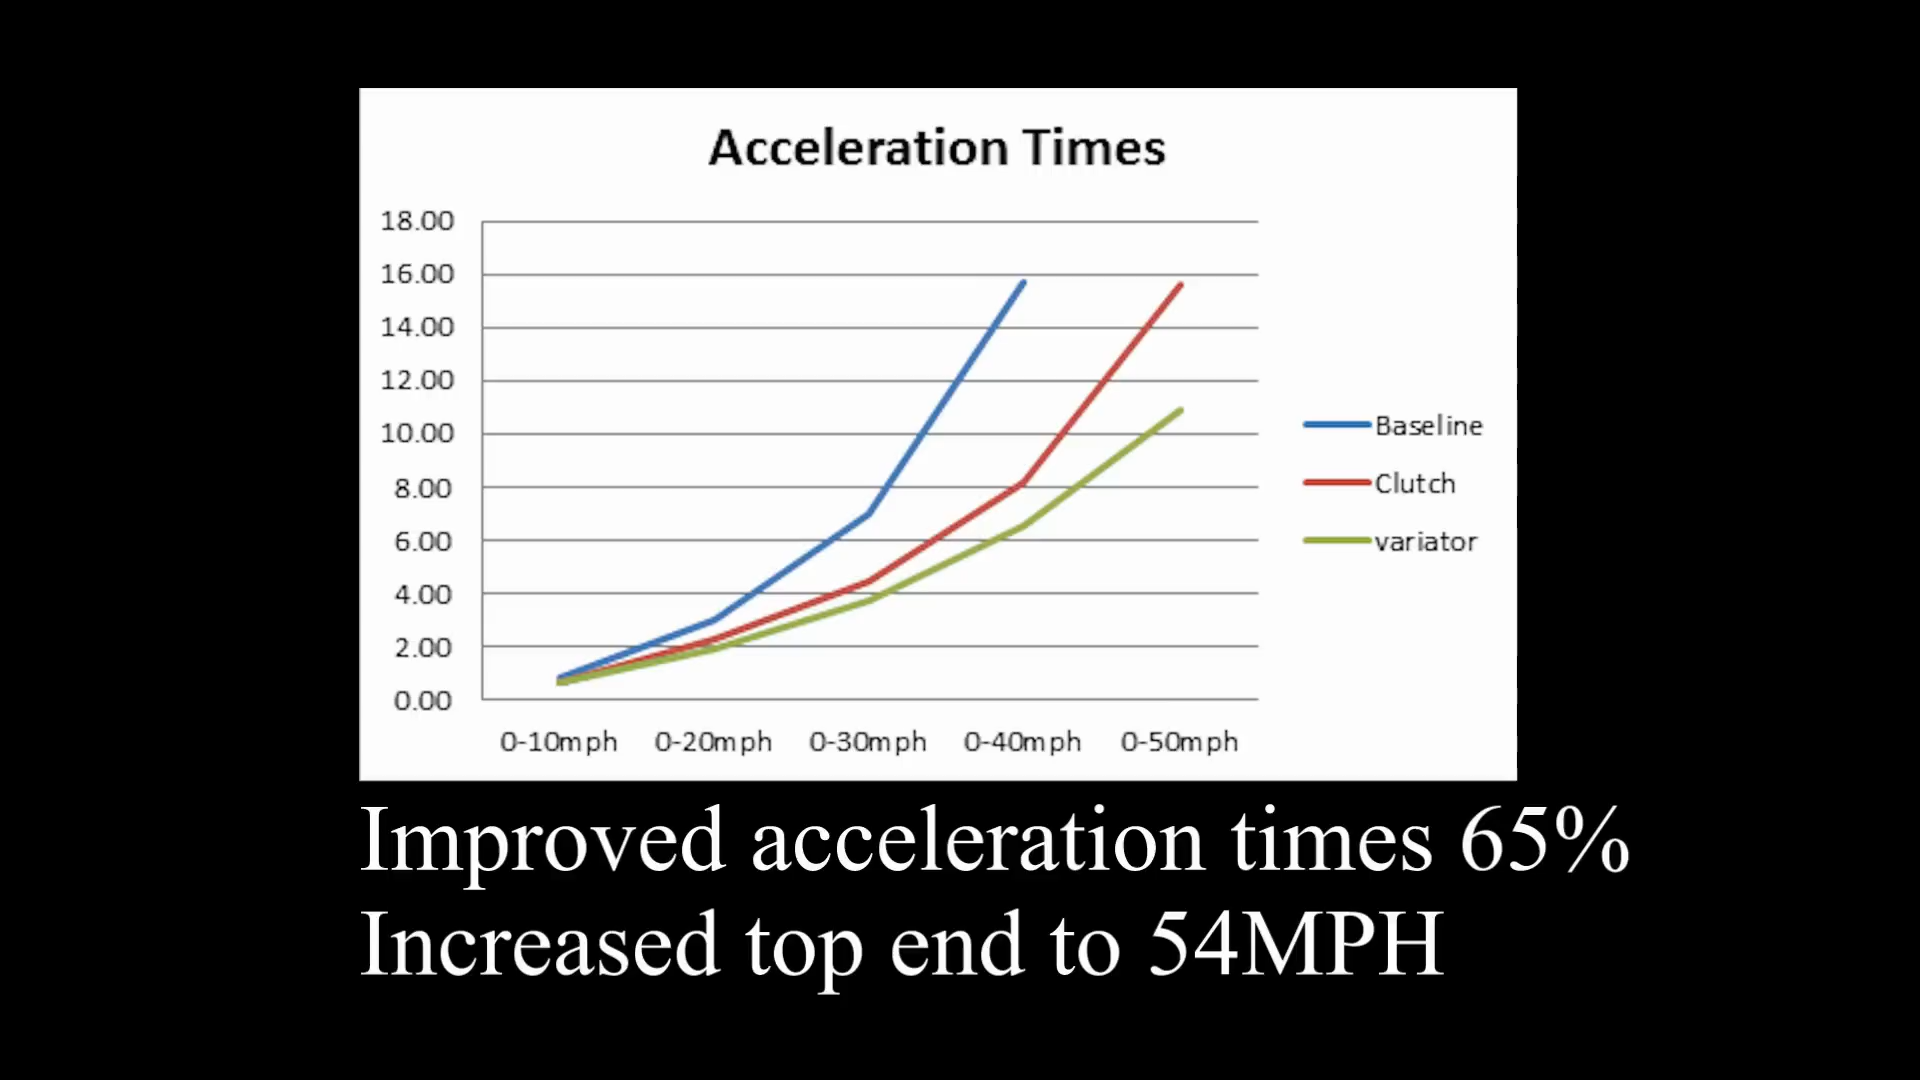 Acceleration Times
18.00
16.00
14.00
12.00
10.00
8.00
6.00
4.00
2.00
0.00
0-10mph 0-20mph 0-30mph 0-40mph 0-50mph
Baseline
Clutch
variator
Improved acceleration times 65%
Increased top end to 54MPH